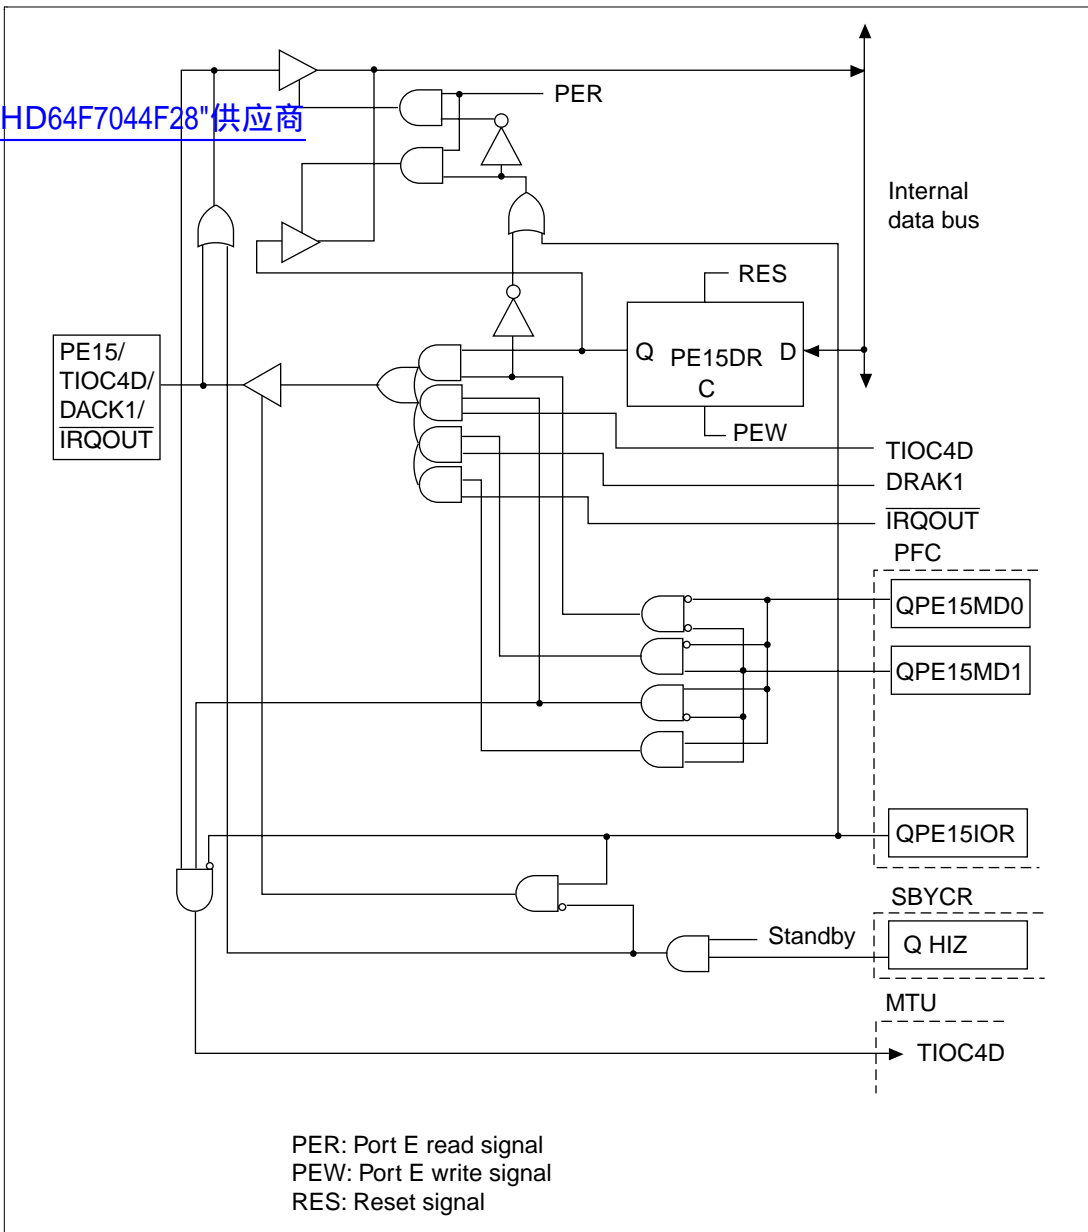 PER
HD64F7044F28"供应商
Internal
data bus
RES
PE15/
TIOC4D/
DACK1/
IRQOUT
Q
PE15DR
D
C
PEW
TIOC4D
DRAK1
IRQOUT
PFC
QPE15MD0
QPE15MD1
QPE15IOR
SBYCR
Standby
Q HIZ
MTU
TIOC4D
PER: Port E read signal
PEW: Port E write signal
RES: Reset signal